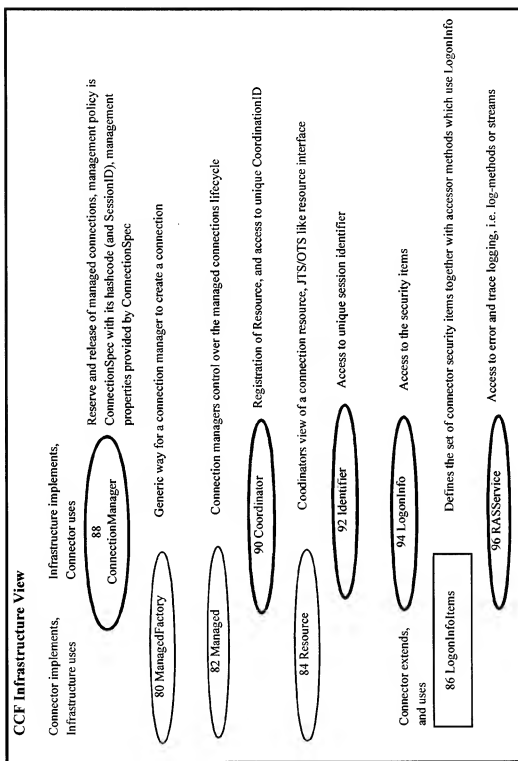 CCF Infrastructure View
Connector implements,
Infrastructure uses
Infrastructure implements,
Connector uses
88
ConnectionManager
Reserve and release of managed connections, management policy is
ConnectionSpec with its hashcode (and SessionID), management
properties provided by ConnectionSpec
80 ManagedFactory
Generic way for a connection manager to create a connection
82 Managed
Connection managers control over the managed connections lifecycle
90 Coordinator
Registration of Resource, and access to unique CoordinationID
84 Resource
Coodinators view of a connection resource, JTS/OTS like resource interface
92 Identifier
Access to unique session identifier
94 LogonInfo
Access to the security items
Connector extends,
and uses
86 LogonInfoItems
Defines the set of connector security items together with accessor methods which use LogonInfo
96 RASService
Access to error and trace logging, i.e. log-methods or streams